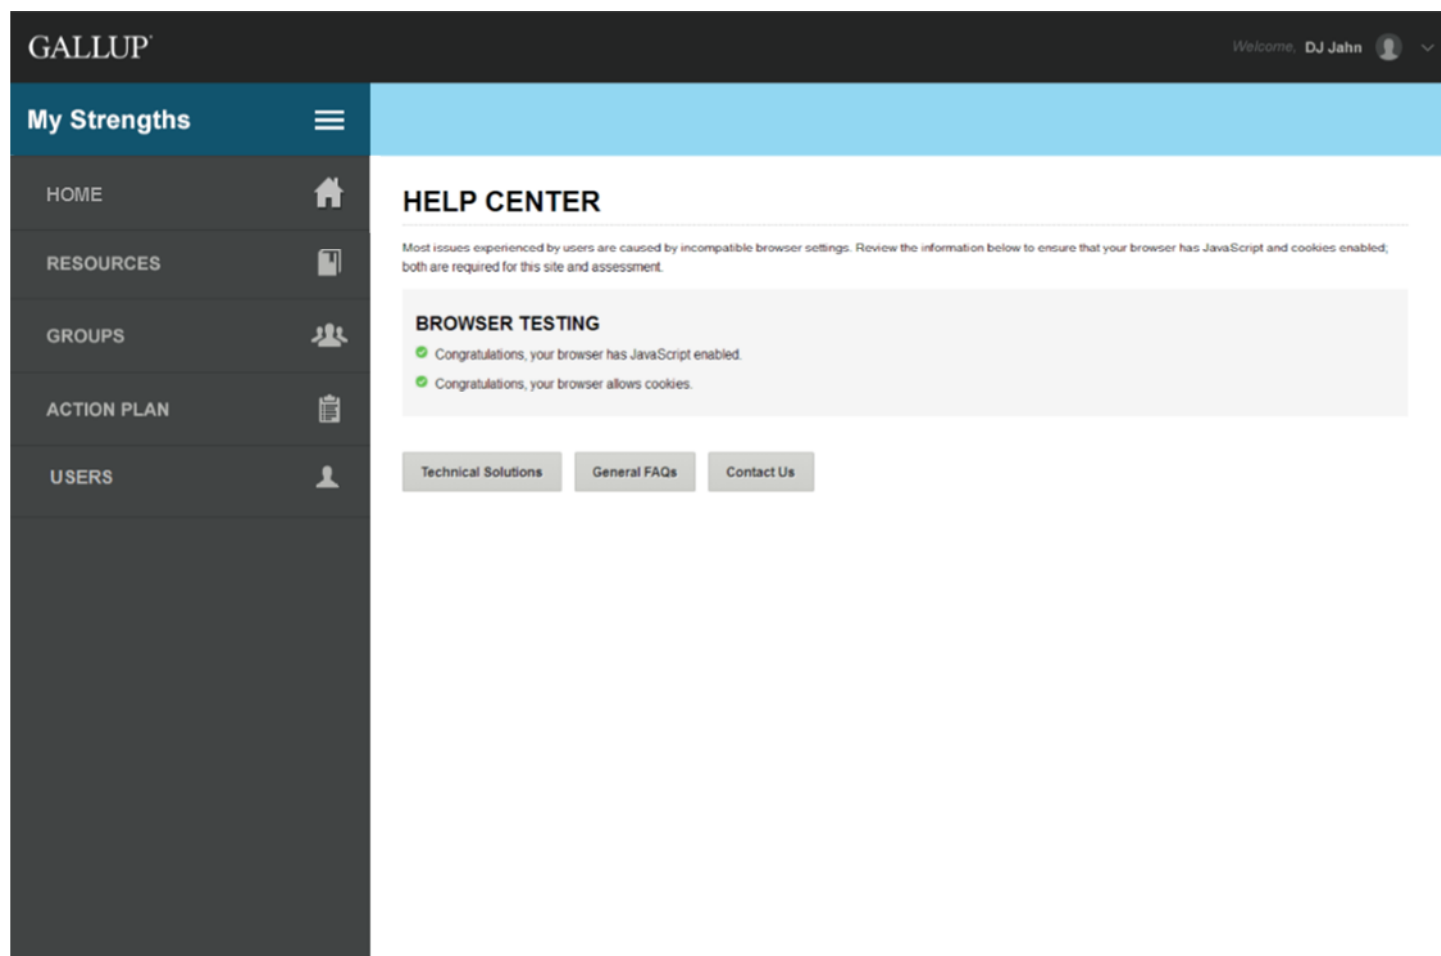 GALLUP
Welcome, DJ Jahn
My Strengths
HOME
RESOURCES
GROUPS
ACTION PLAN
USERS
HELP CENTER
Most issues experienced by users are caused by incompatible browser settings. Review the information below to ensure that your browser has JavaScript and cookies enabled;
both are required for this site and assessment.
BROWSER TESTING
Congratulations, your browser has JavaScript enabled.
Congratulations, your browser allows cookies.
Technical Solutions General FAQs Contact Us